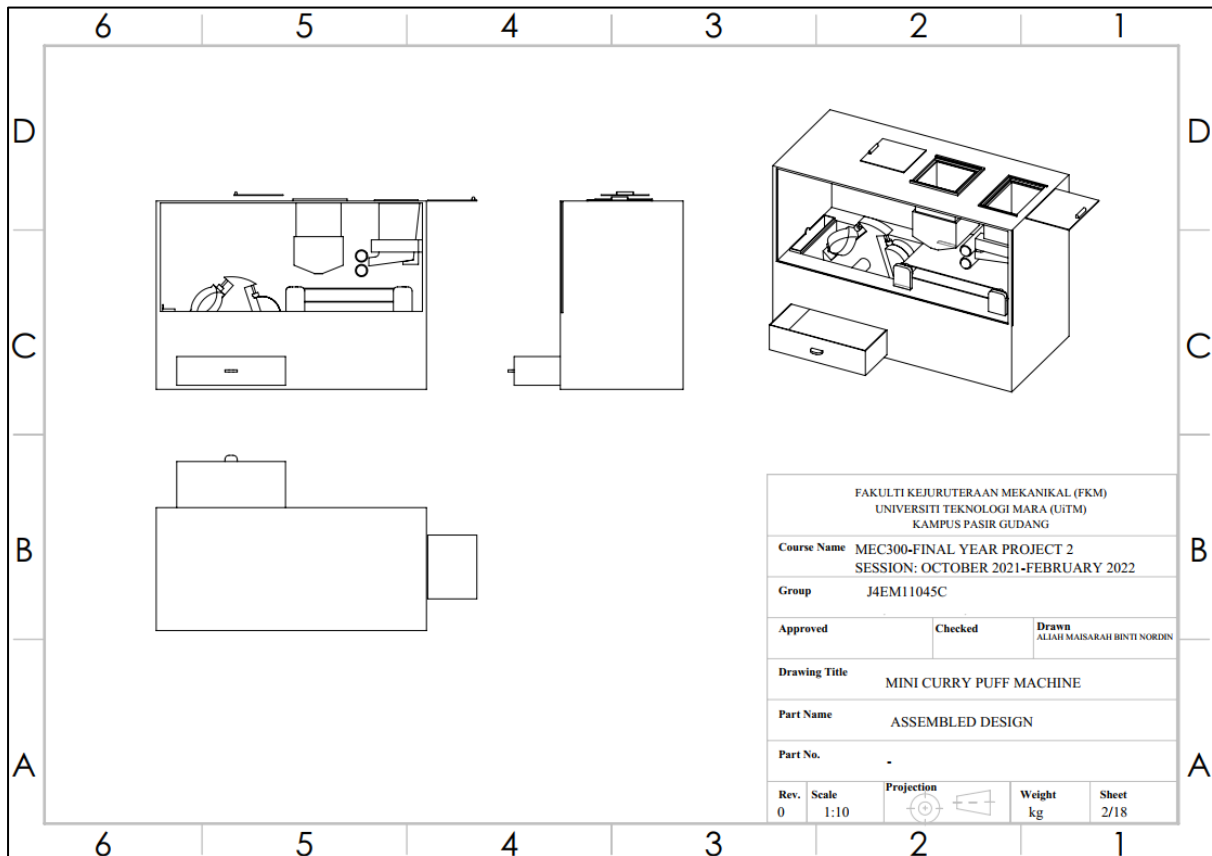 6 5 4 3 2 1
D D
C C
B B
A A
FAKULTI KEJURUTERAAN MEKANIKAL (FKM)
UNIVERSITI TEKNOLOGI MARA (UiTM)
KAMPUS PASIR GUDANG
Course Name MEC300-FINAL YEAR PROJECT 2
SESSION: OCTOBER 2021-FEBRUARY 2022
Group J4EM11045C
Approved Checked Drawn
ALIAH MAISARAH BINTI NORDIN
Drawing Title MINI CURRY PUFF MACHINE
Part Name ASSEMBLED DESIGN
Part No. -
Rev. Scale Projection Weight Sheet
0 1:10 kg 2/18
6 5 4 3 2 1